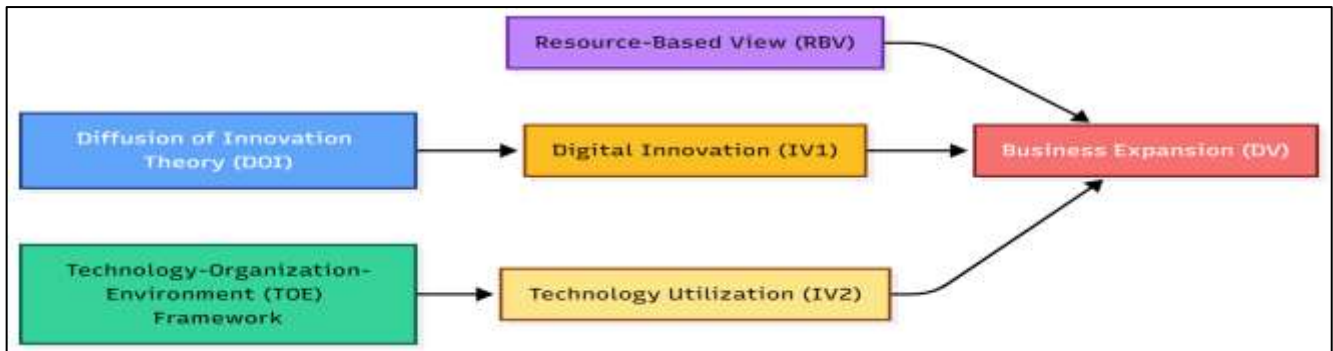 Resource-Based View (RBV)
Diffusion of Innovation
Theory (DOI)
Digital Innovation (IV1)
Business Expansion (DV)
Technology-Organization-
Environment (TOE)
Framework
Technology Utilization (IV2)